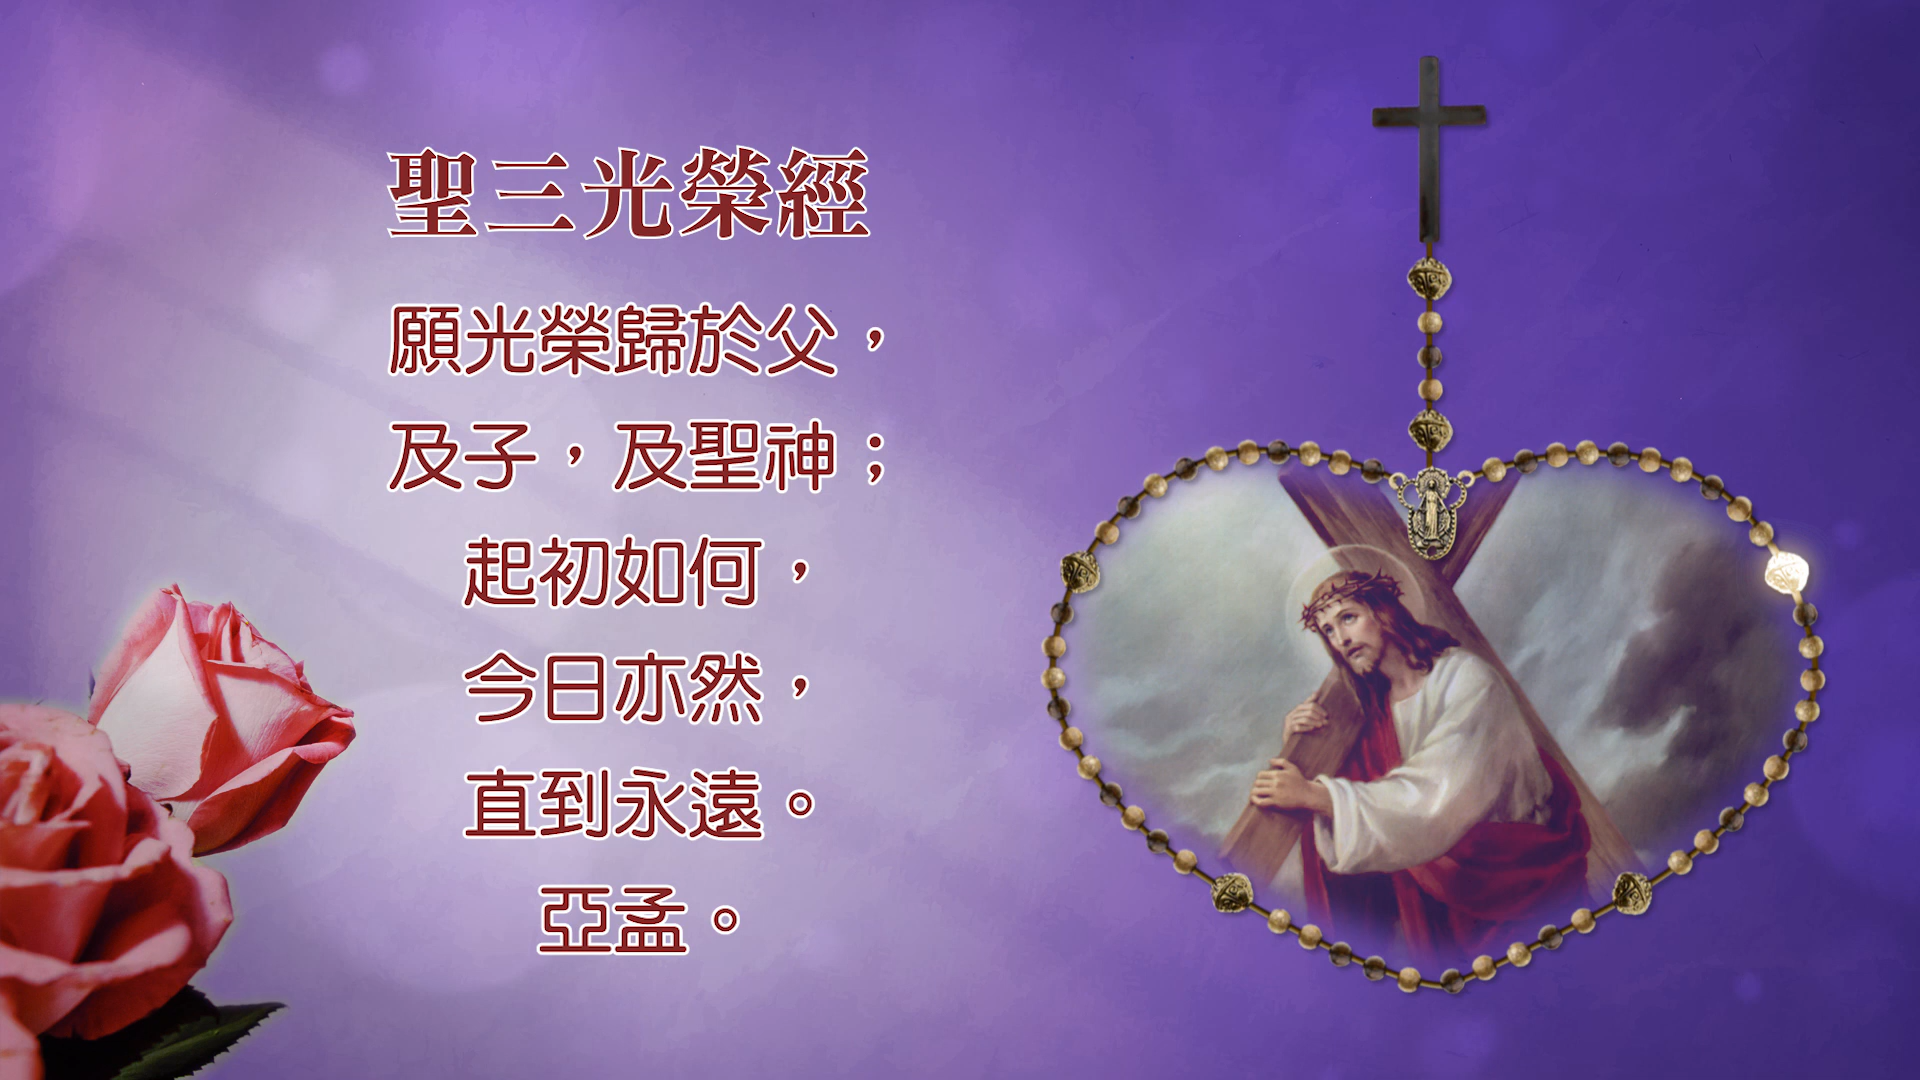 聖三光榮經
願光榮歸於父，
及子，及聖神；
起初如何，
今日亦然，
直到永遠。
亞孟。